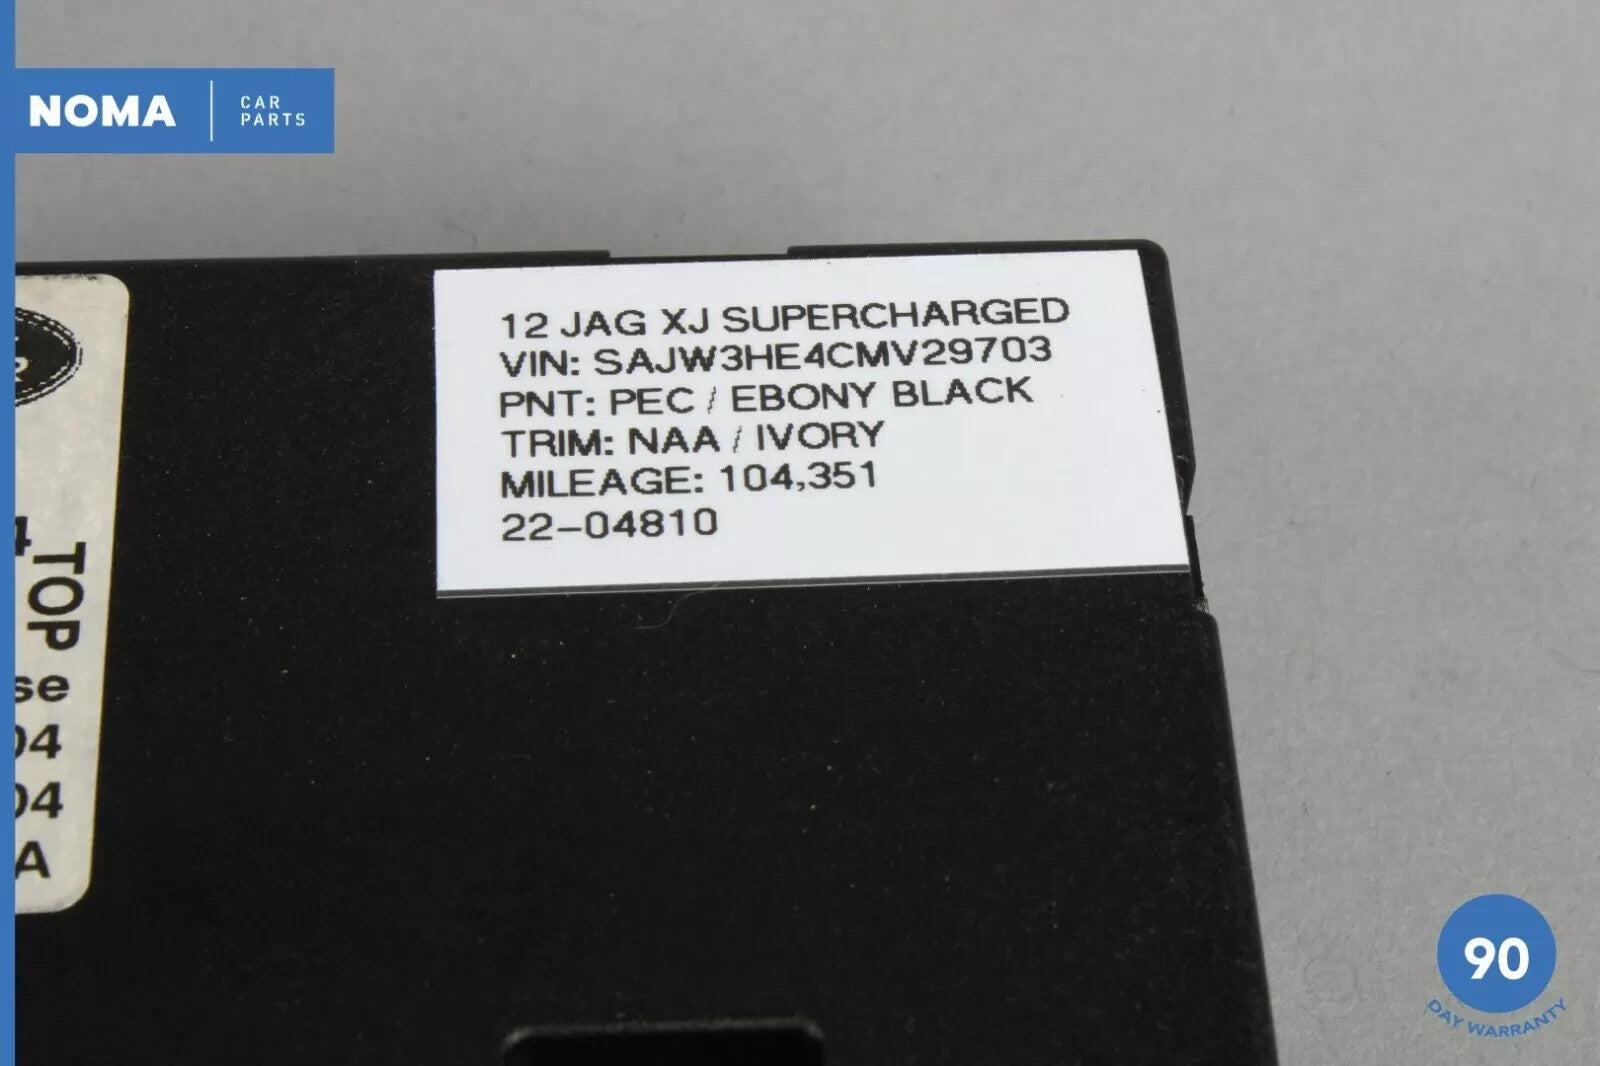 NOMA
CAR
PARTS
12 JAG XJ SUPERCHARGED
VIN: SAJW3HE4CMV29703
PNT: PEC / EBONY BLACK
TRIM: NAA / IVORY
MILEAGE: 104,351
22-04810
4
TOP
se
04
04
A
90
DAY WARRANTY